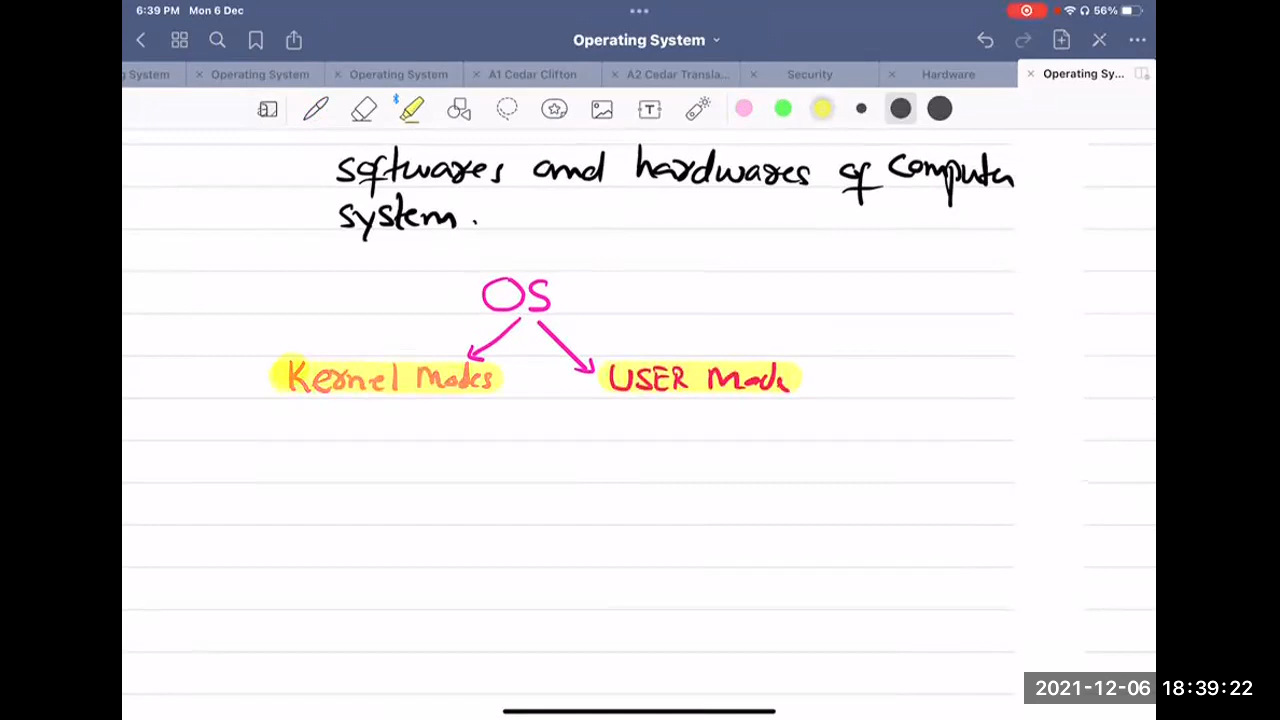 6:39 PM Mon 6 Dec
56%
Operating System
g System
Operating System
Operating System
A1 Cedar Clifton
A2 Cedar Transla...
Security
Hardware
Operating Sy...
softwares and hardwares of computer
system.
OS
Kernel Modes
USER Mode
2021-12-06 18:39:22